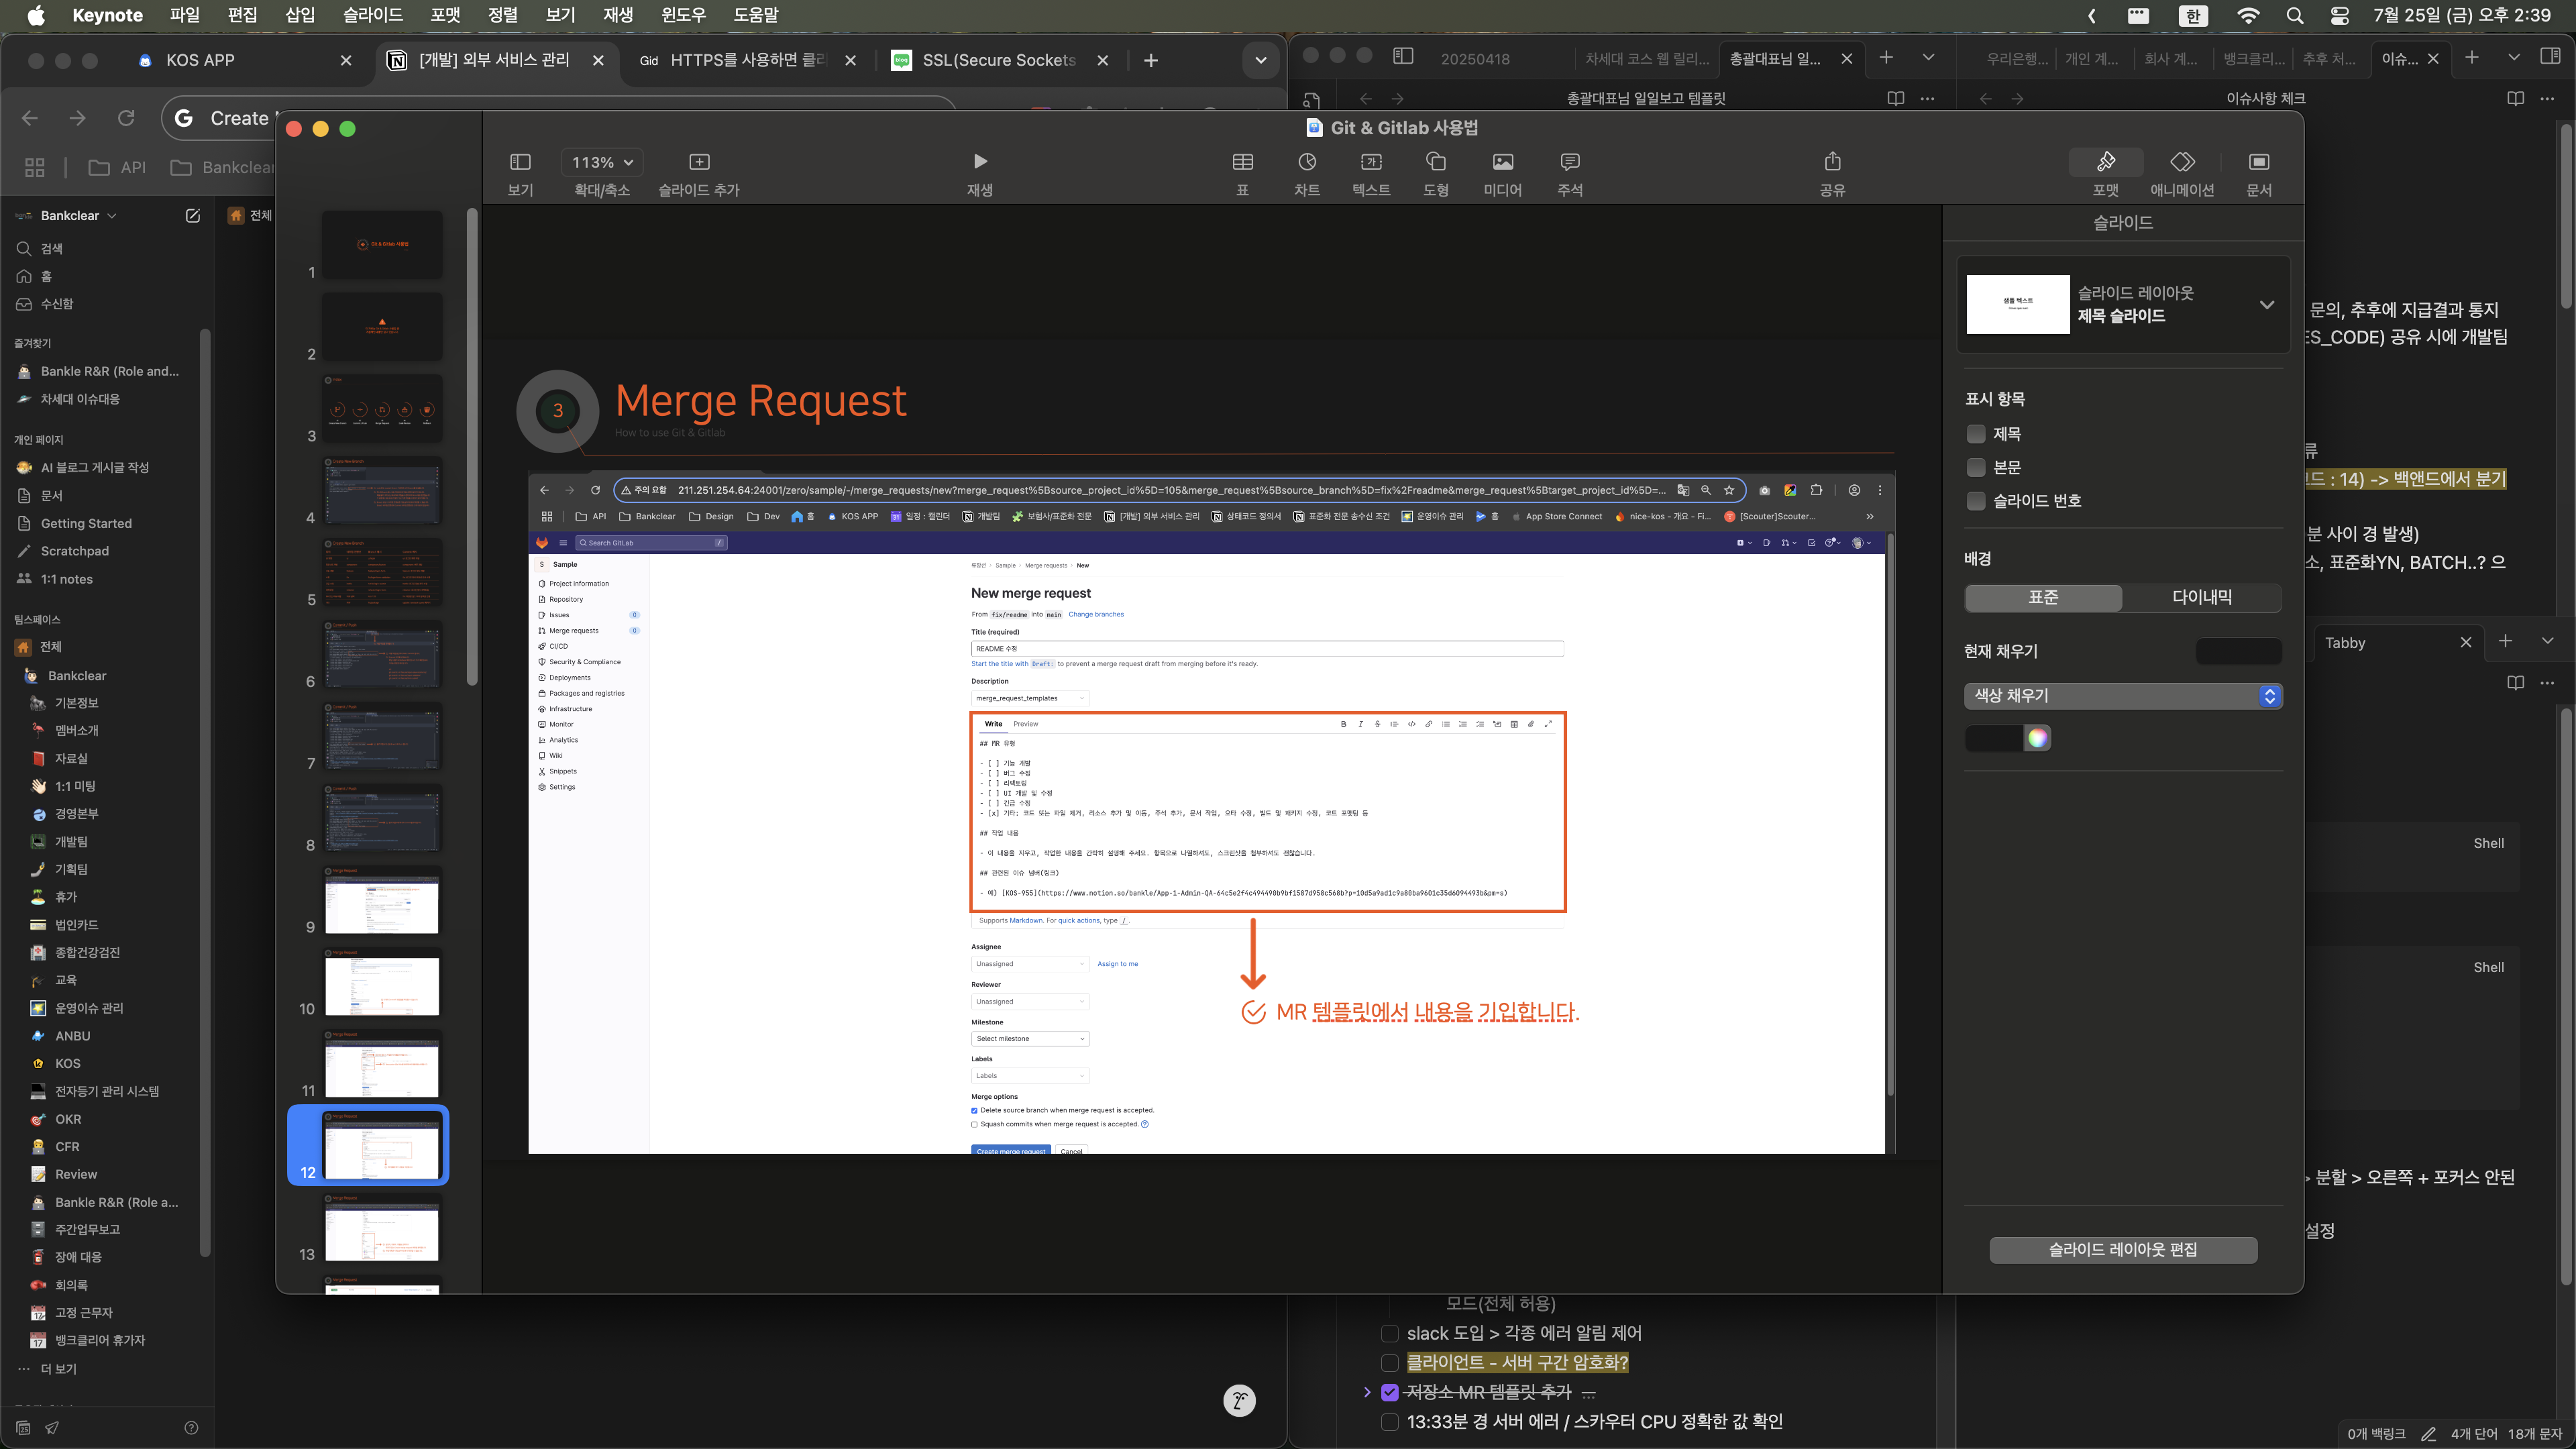 Keynote 파일 편집 삽입 슬라이드 포맷 정렬 보기 재생 윈도우 도움말
한 7월 25일 (금) 오후 2:39
KOS APP
[개발] 외부 서비스 관리
Gid HTTPS를 사용하면 클라
SSL(Secure Sockets
20250418
차세대 코스 웹 릴리...
총괄대표님 일...
우리은행...
개인 계...
회사 계...
뱅크클리...
추후 처...
이슈...
총괄대표님 일일보고 템플릿
이슈사항 체크
Create
API
Bankclear
Bankclear
전체
검색
홈
수신함
즐겨찾기
Bankle R&R (Role and...
차세대 이슈대응
개인 페이지
AI 블로그 게시글 작성
문서
Getting Started
Scratchpad
1:1 notes
팀스페이스
전체
Bankclear
기본정보
멤버소개
자료실
1:1 미팅
경영본부
개발팀
기획팀
휴가
법인카드
종합건강검진
교육
운영이슈 관리
ANBU
KOS
전자등기 관리 시스템
OKR
CFR
Review
Bankle R&R (Role a...
주간업무보고
장애 대응
회의록
고정 근무자
뱅크클리어 휴가자
더 보기
Git & Gitlab 사용법
113%
보기
확대/축소
슬라이드 추가
재생
표
차트
텍스트
도형
미디어
주석
공유
포맷
애니메이션
문서
1
2
3
4
5
6
7
8
9
10
11
12
13
3
Merge Request
How to use Git & Gitlab
주의 요함 211.251.254.64:24001/zero/sample/-/merge_requests/new?merge_request%5Bsource_project_id%5D=105&merge_request%5Bsource_branch%5D=fix%2Freadme&merge_request%5Btarget_project_id%5D=...
API
Bankclear
Design
Dev
홈
KOS APP
일정 : 캘린더
개발팀
보험사/표준화 전문
[개발] 외부 서비스 관리
상태코드 정의서
표준화 전문 송수신 조건
운영이슈 관리
홈
App Store Connect
nice-kos - 개요 - Fi...
[Scouter]Scouter...
Search GitLab
/
S Sample
Project information
Repository
Issues 0
Merge requests 0
CI/CD
Security & Compliance
Deployments
Packages and registries
Infrastructure
Monitor
Analytics
Wiki
Snippets
Settings
Sample › Merge requests › New
New merge request
From fix/readme into main Change branches
Title (required)
README 수정
Start the title with Draft: to prevent a merge request draft from merging before it's ready.
Description
merge_request_templates
Write Preview
## MR 유형
- [ ] 기능 개발
- [ ] 버그 수정
- [ ] 리팩토링
- [ ] UI 개발 및 수정
- [ ] 긴급 수정
- [x] 기타: 코드 또는 파일 제거, 리소스 추가 및 이동, 주석 추가, 문서 작업, 오타 수정, 빌드 및 패키지 수정, 코드 포맷팅 등
## 작업 내용
- 이 내용을 지우고, 작업한 내용을 간략히 설명해 주세요. 항목으로 나열하셔도, 스크린샷을 첨부하셔도 괜찮습니다.
## 관련된 이슈 넘버(링크)
- 예) [KOS-955](https://www.notion.so/bankle/App-1-Admin-QA-64c5e2f4c494490b9bf1587d958c568b?p=10d5a9ad1c9a80ba9601c35d6094493b&pm=s)
Supports Markdown. For quick actions, type /.
Assignee
Unassigned
Assign to me
Reviewer
Unassigned
Milestone
Select milestone
Labels
Labels
Merge options
Delete source branch when merge request is accepted.
Squash commits when merge request is accepted.
Create merge request
Cancel
MR 템플릿에서 내용을 기입합니다.
슬라이드
샘플 텍스트
슬라이드 레이아웃
제목 슬라이드
표시 항목
제목
본문
슬라이드 번호
배경
표준
다이내믹
현재 채우기
색상 채우기
슬라이드 레이아웃 편집
문의, 추후에 지급결과 통지
ES_CODE) 공유 시에 개발팀
류
코드 : 14) -> 백앤드에서 분기
분 사이 경 발생)
소, 표준화YN, BATCH..? 으
Tabby
Shell
Shell
> 분할 > 오른쪽 + 포커스 안된
설정
모드(전체 허용)
slack 도입 > 각종 에러 알림 제어
클라이언트 - 서버 구간 암호화?
저장소 MR 템플릿 추가 ...
13:33분 경 서버 에러 / 스카우터 CPU 정확한 값 확인
0개 백링크
4개 단어 18개 문자